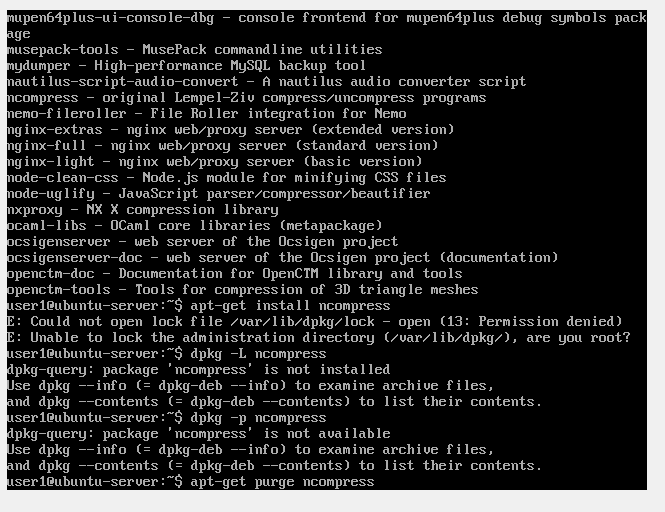 mupen64plus-ui-console-dbg - console frontend for mupen64plus debug symbols pack
age
musepack-tools - MusePack commandline utilities
mydumper - High-performance MySQL backup tool
nautilus-script-audio-convert - A nautilus audio converter script
ncompress - original Lempel-Ziv compress/uncompress programs
nemo-fileroller - File Roller integration for Nemo
nginx-extras - nginx web/proxy server (extended version)
nginx-full - nginx web/proxy server (standard version)
nginx-light - nginx web/proxy server (basic version)
node-clean-css - Node.js module for minifying CSS files
node-uglify - JavaScript parser/compressor/beautifier
nxproxy - NX X compression library
ocaml-libs - OCaml core libraries (metapackage)
ocsigenserver - web server of the Ocsigen project
ocsigenserver-doc - web server of the Ocsigen project (documentation)
openctm-doc - Documentation for OpenCTM library and tools
openctm-tools - Tools for compression of 3D triangle meshes
user1@ubuntu-server:~$ apt-get install ncompress
E: Could not open lock file /var/lib/dpkg/lock - open (13: Permission denied)
E: Unable to lock the administration directory (/var/lib/dpkg/), are you root?
user1@ubuntu-server:~$ dpkg -L ncompress
dpkg-query: package 'ncompress' is not installed
Use dpkg --info (= dpkg-deb --info) to examine archive files,
and dpkg --contents (= dpkg-deb --contents) to list their contents.
user1@ubuntu-server:~$ dpkg -p ncompress
dpkg-query: package 'ncompress' is not available
Use dpkg --info (= dpkg-deb --info) to examine archive files,
and dpkg --contents (= dpkg-deb --contents) to list their contents.
user1@ubuntu-server:~$ apt-get purge ncompress